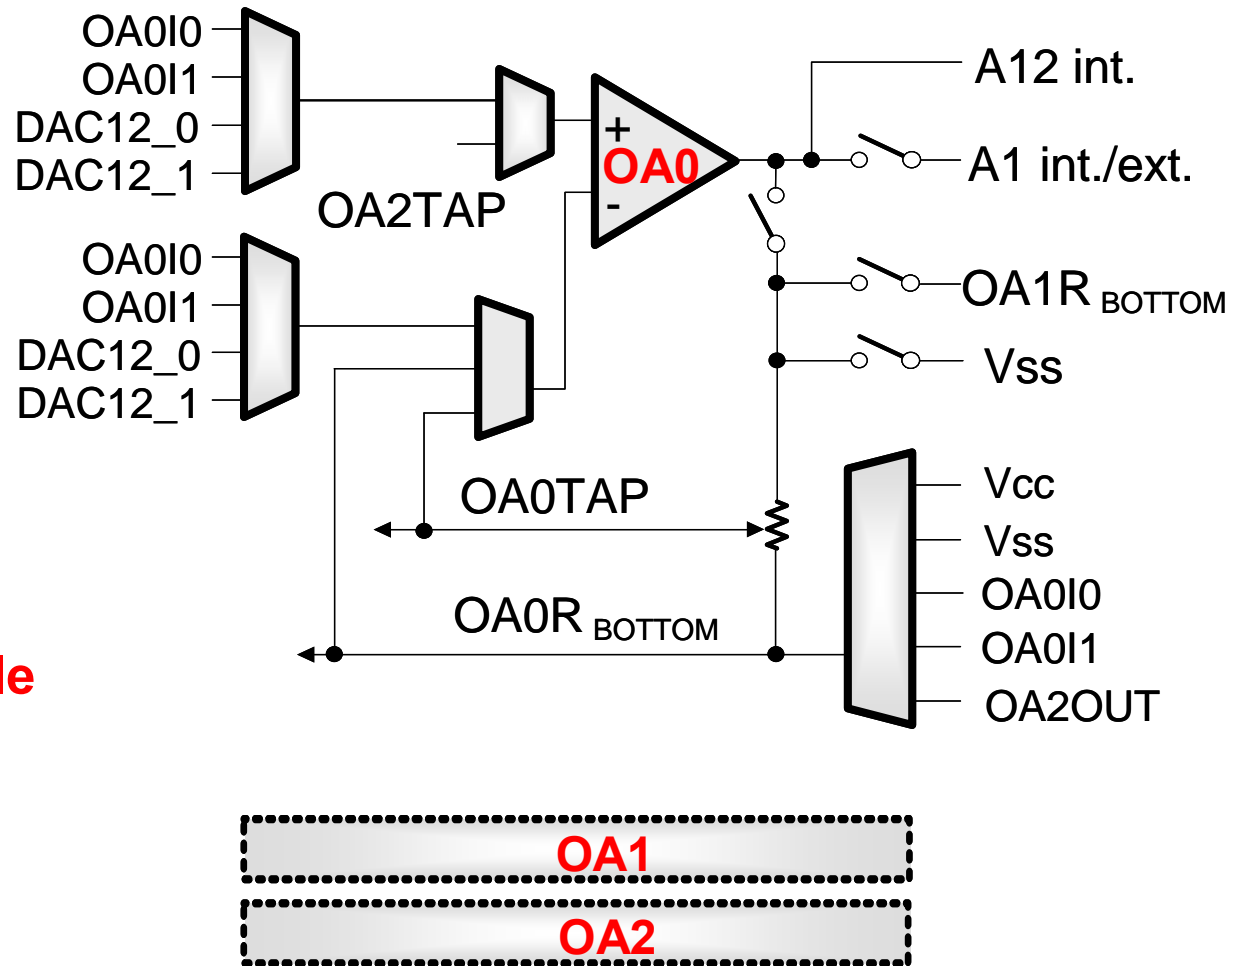 OA0I0
OA0I1
DAC12_0
DAC12_1
OA2TAP
+
OA0
-
A12 int.
A1 int./ext.
OA1R BOTTOM
Vss
OA0I0
OA0I1
DAC12_0
DAC12_1
OA0TAP
OA0R BOTTOM
Vcc
Vss
OA0I0
OA0I1
OA2OUT
OA1
OA2